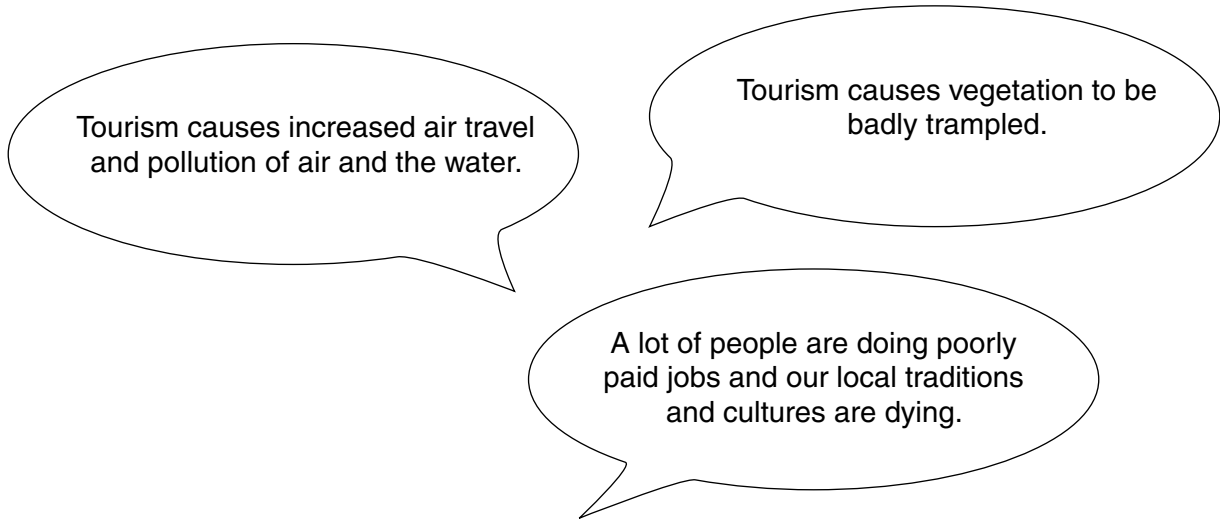 Tourism causes increased air travel
and pollution of air and the water.
Tourism causes vegetation to be
badly trampled.
A lot of people are doing poorly
paid jobs and our local traditions
and cultures are dying.